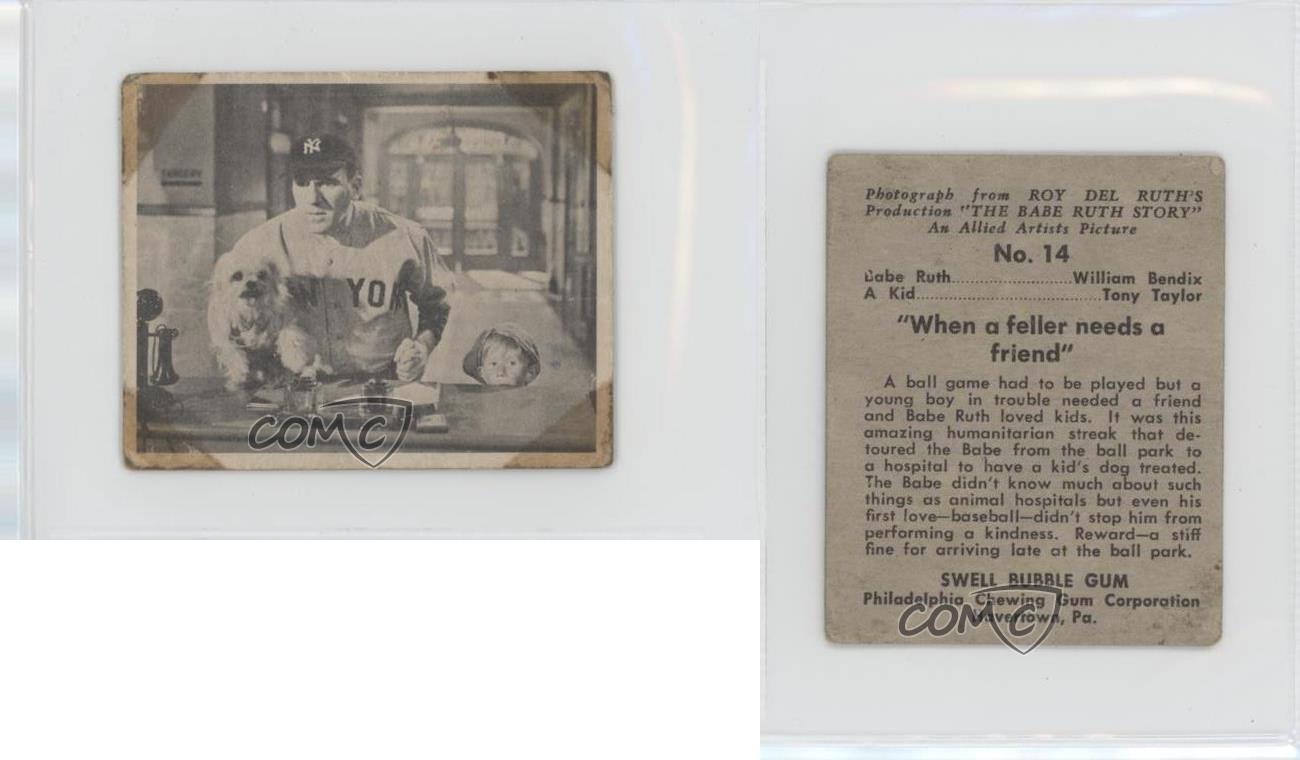 SURGERY
NY
N YOR
COMC
Photograph from ROY DEL RUTH'S
Production "THE BABE RUTH STORY"
An Allied Artists Picture
No. 14
Babe Ruth......................William Bendix
A Kid..................................Tony Taylor
"When a feller needs a
friend"
A ball game had to be played but a
young boy in trouble needed a friend
and Babe Ruth loved kids. It was this
amazing humanitarian streak that de-
toured the Babe from the ball park to
a hospital to have a kid's dog treated.
The Babe didn't know much about such
things as animal hospitals but even his
first love—baseball—didn't stop him from
performing a kindness. Reward—a stiff
fine for arriving late at the ball park.
SWELL BUBBLE GUM
Philadelphia Chewing Gum Corporation
Havertown, Pa.
COMC